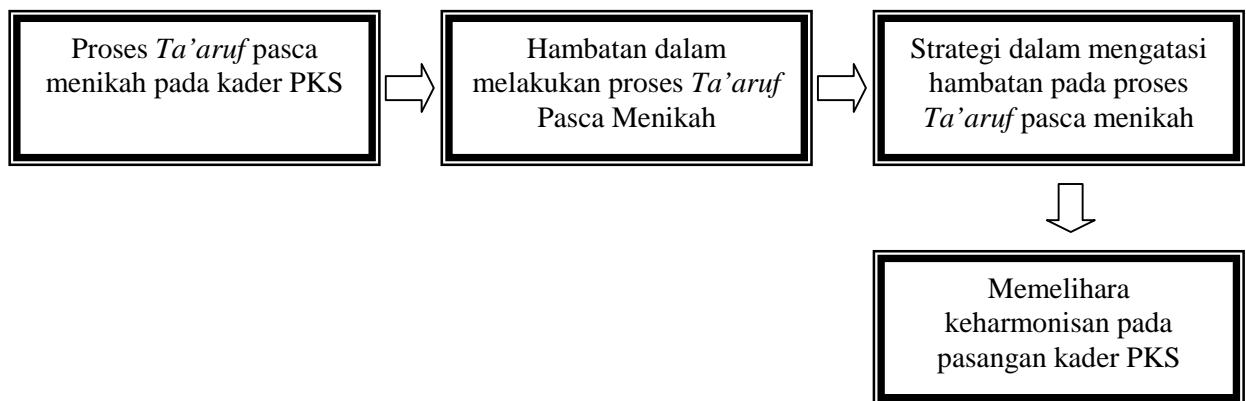 Proses Ta’aruf pasca
menikah pada kader PKS
Hambatan dalam
melakukan proses Ta’aruf
Pasca Menikah
Strategi dalam mengatasi
hambatan pada proses
Ta’aruf pasca menikah
Memelihara
keharmonisan pada
pasangan kader PKS